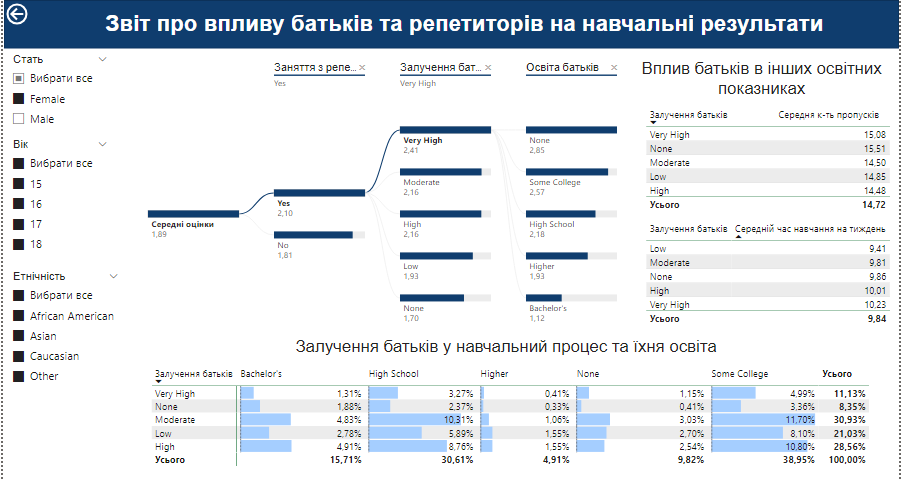 Звіт про впливу батьків та репетиторів на навчальні результати
Стать
Вибрати все
Female
Male
Вік
Вибрати все
15
16
17
18
Етнічність
Вибрати все
African American
Asian
Caucasian
Other
Заняття з репе...
Yes
Залучення бат...
Very High
Освіта батьків
Середні оцінки
1,89
Yes
2,10
No
1,81
Very High
2,41
Moderate
2,16
High
2,16
Low
1,93
None
1,70
None
2,85
Some College
2,57
High School
2,18
Higher
1,93
Bachelor's
1,12
Вплив батьків в інших освітних
показниках
Залучення батьків Середня к-ть пропусків
Very High 15,08
None 15,51
Moderate 14,50
Low 14,85
High 14,48
Усього 14,72
Залучення батьків Середній час навчання на тиждень
Low 9,41
Moderate 9,81
None 9,86
High 10,01
Very High 10,23
Усього 9,84
Залучення батьків у навчальний процес та їхня освіта
Залучення батьків Bachelor's High School Higher None Some College Усього
Very High 1,31% 3,27% 0,41% 1,15% 4,99% 11,13%
None 1,88% 2,37% 0,33% 0,41% 3,36% 8,35%
Moderate 4,83% 10,31% 1,06% 3,03% 11,70% 30,93%
Low 2,78% 5,89% 1,55% 2,70% 8,10% 21,03%
High 4,91% 8,76% 1,55% 2,54% 10,80% 28,56%
Усього 15,71% 30,61% 4,91% 9,82% 38,95% 100,00%